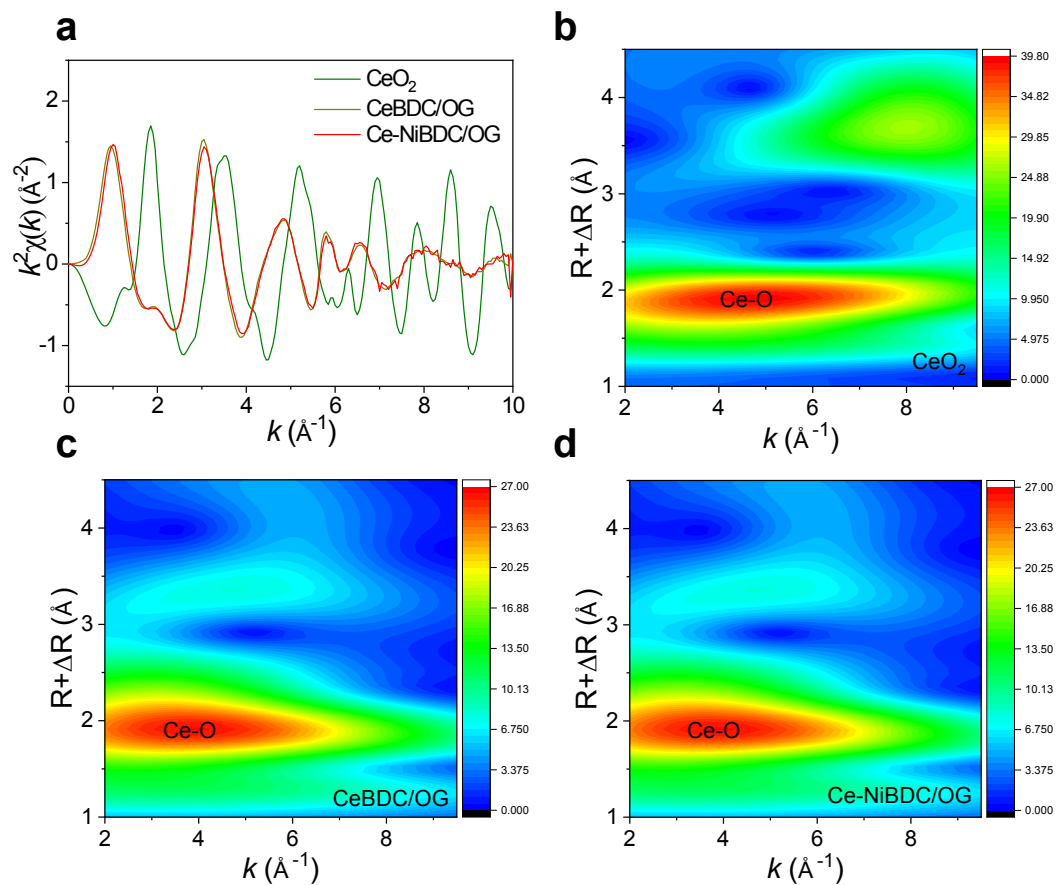 a
k²χ(k) (Å⁻²)
2
1
0
-1
CeO₂
CeBDC/OG
Ce-NiBDC/OG
0 2 4 6 8 10
k (Å⁻¹)
b
R+ΔR (Å)
4
3
2
1
Ce-O
CeO₂
2 4 6 8
k (Å⁻¹)
39.80
34.82
29.85
24.88
19.90
14.93
9.950
4.975
0.000
c
R+ΔR (Å)
4
3
2
1
Ce-O
CeBDC/OG
2 4 6 8
k (Å⁻¹)
27.00
23.63
20.25
16.88
13.50
10.13
6.750
3.375
0.000
d
R+ΔR (Å)
4
3
2
1
Ce-O
Ce-NiBDC/OG
2 4 6 8
k (Å⁻¹)
27.00
23.63
20.25
16.88
13.50
10.13
6.750
3.375
0.000